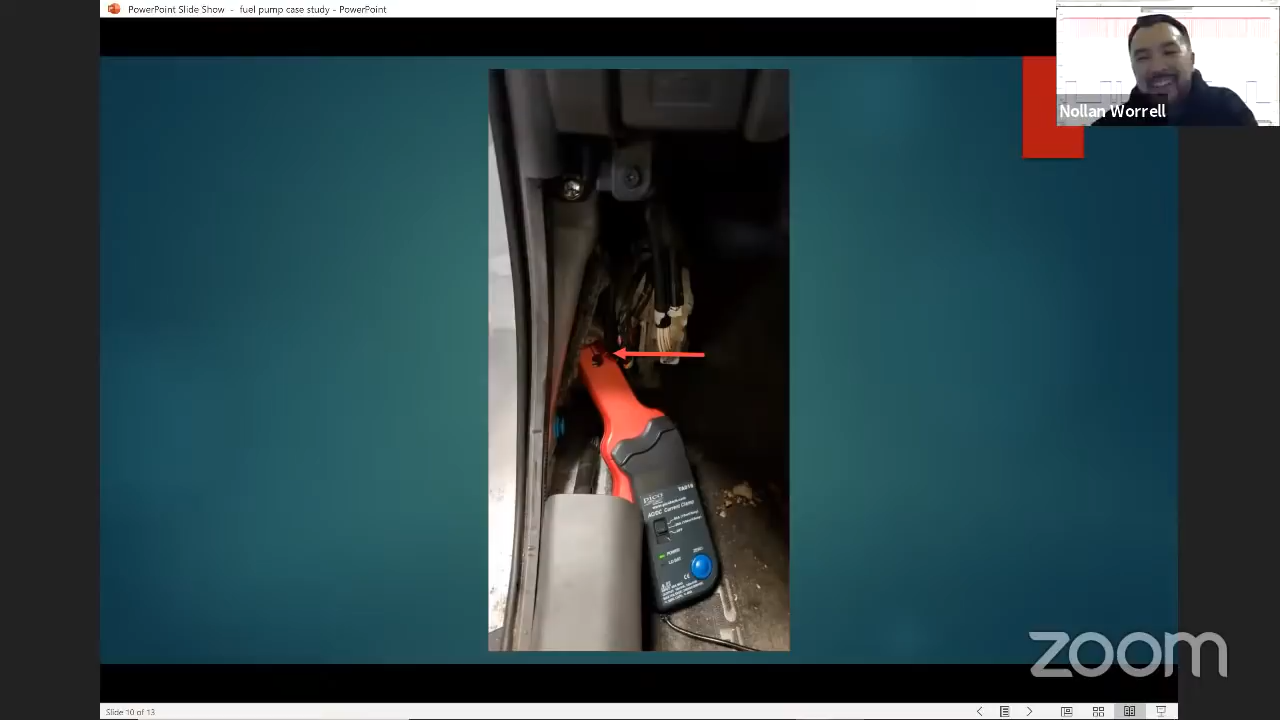 PowerPoint Slide Show - fuel pump case study - PowerPoint
Nollan Worrell
pico
TA018
AC/DC Current Clamp
POWER
zoom
Slide 10 of 13